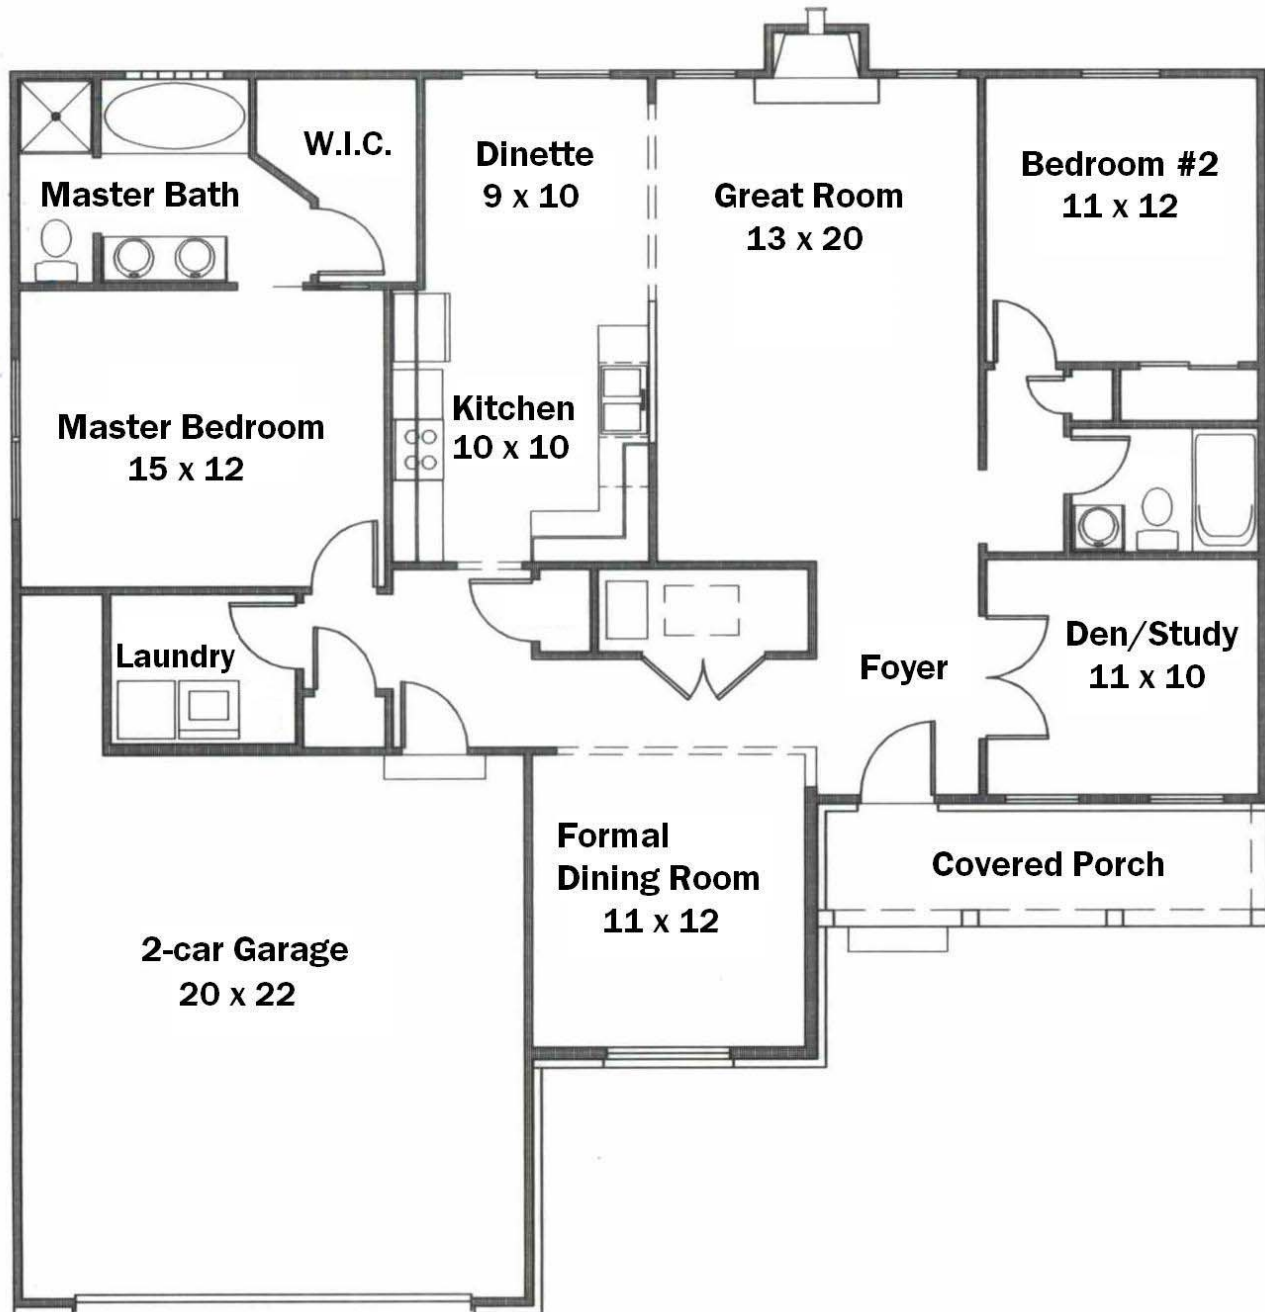 W.I.C.
Dinette
9 x 10
Bedroom #2
11 x 12
Master Bath
Great Room
13 x 20
Master Bedroom
15 x 12
Kitchen
10 x 10
Laundry
Foyer
Den/Study
11 x 10
Formal
Dining Room
11 x 12
Covered Porch
2-car Garage
20 x 22